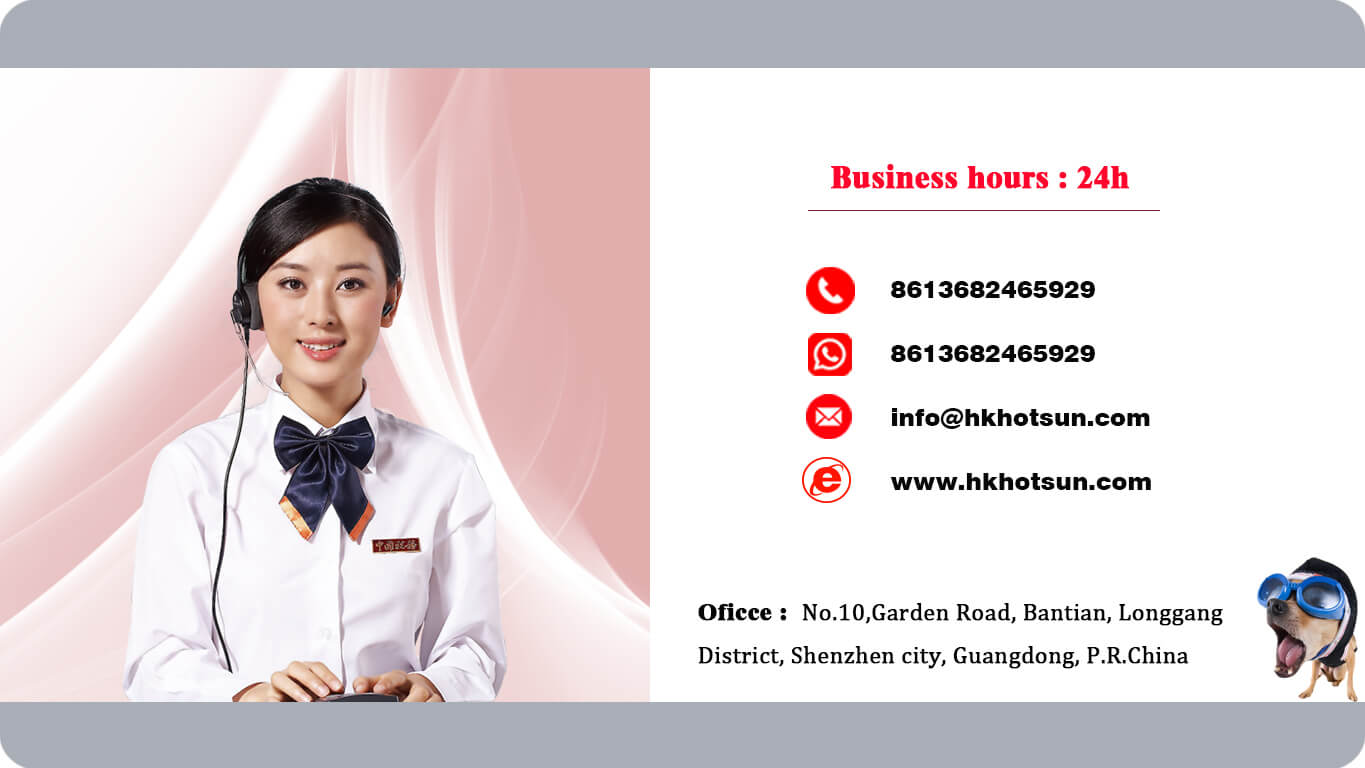 Business hours : 24h
8613682465929
8613682465929
info@hkhotsun.com
www.hkhotsun.com
Oficce : No.10,Garden Road, Bantian, Longgang
District, Shenzhen city, Guangdong, P.R.China